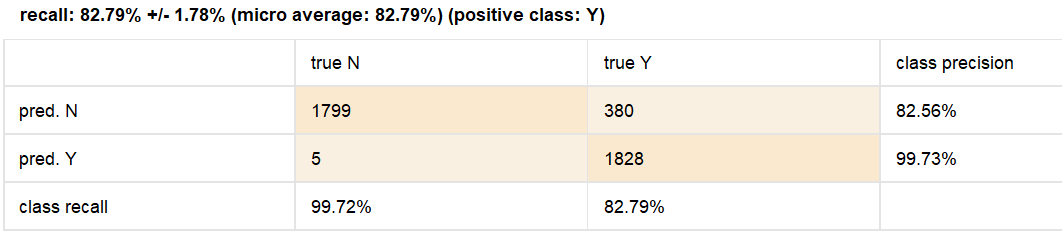 recall: 82.79% +/- 1.78% (micro average: 82.79%) (positive class: Y)
true N true Y class precision
pred. N 1799 380 82.56%
pred. Y 5 1828 99.73%
class recall 99.72% 82.79%